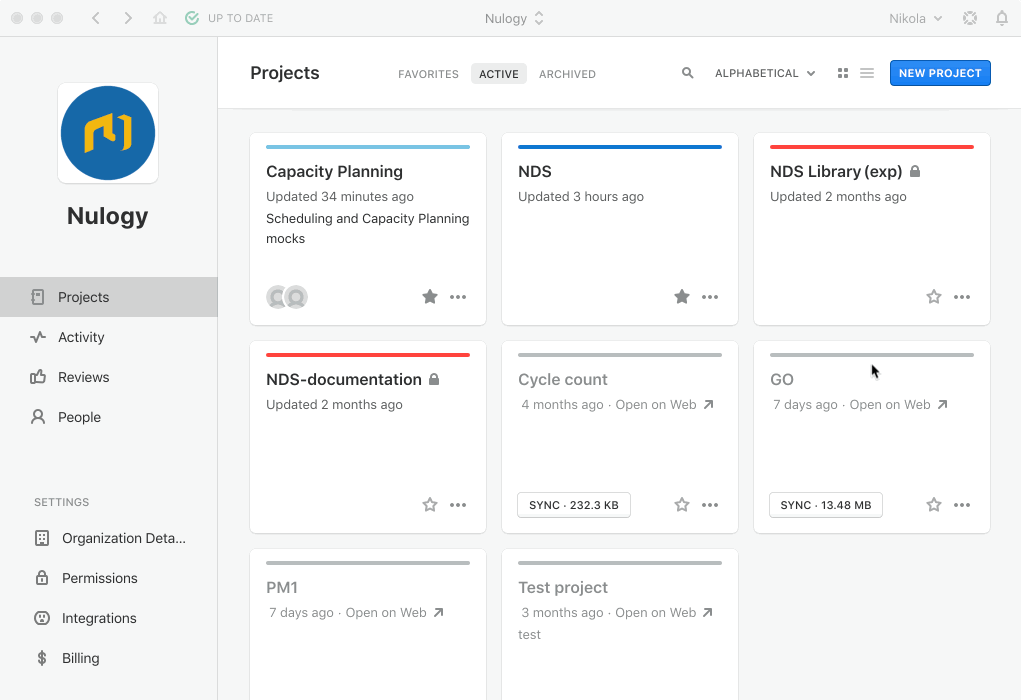 UP TO DATE
Nulogy
Nikola
Nulogy
Projects
Activity
Reviews
People
SETTINGS
Organization Deta...
Permissions
Integrations
Billing
Projects
FAVORITES
ACTIVE
ARCHIVED
ALPHABETICAL
NEW PROJECT
Capacity Planning
Updated 34 minutes ago
Scheduling and Capacity Planning
mocks
NDS
Updated 3 hours ago
NDS Library (exp)
Updated 2 months ago
NDS-documentation
Updated 2 months ago
Cycle count
4 months ago · Open on Web
SYNC · 232.3 KB
GO
7 days ago · Open on Web
SYNC · 13.48 MB
PM1
7 days ago · Open on Web
Test project
3 months ago · Open on Web
test